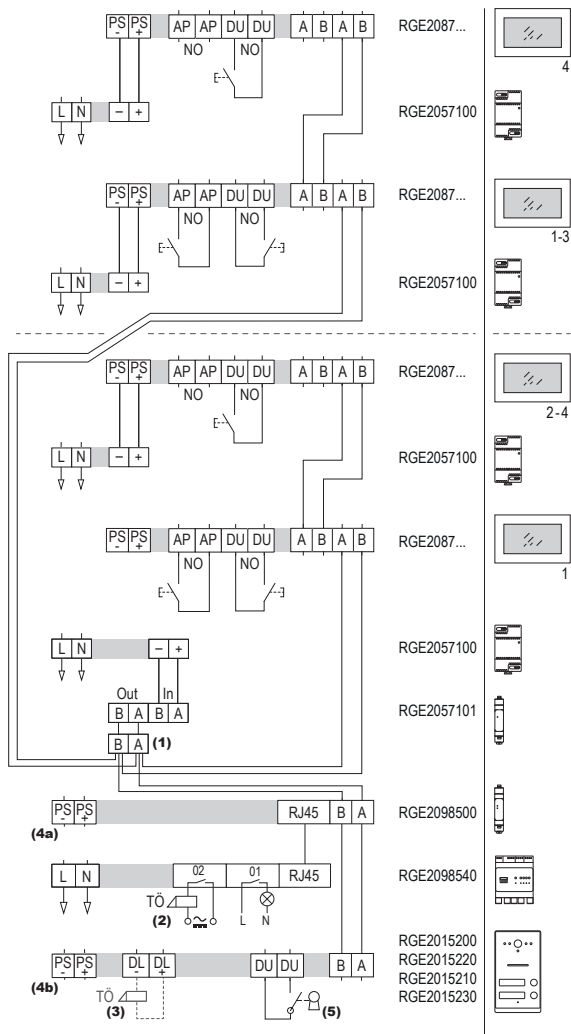 PS - PS + AP AP DU DU A B A B RGE2087...
NO NO
4
L N – + RGE2057100
PS - PS + AP AP DU DU A B A B RGE2087...
NO NO
1-3
L N – + RGE2057100
PS - PS + AP AP DU DU A B A B RGE2087...
NO NO
2-4
L N – + RGE2057100
PS - PS + AP AP DU DU A B A B RGE2087...
NO NO
1
L N – + RGE2057100
Out In
B A B A RGE2057101
B A (1)
PS - PS + RJ45 B A RGE2098500
(4a)
L N 02 01 RJ45 RGE2098540
TÖ
(2) L N
RGE2015200
PS - PS + DL - DL + DU DU B A RGE2015220
(4b) RGE2015210
TÖ (3) (5) RGE2015230